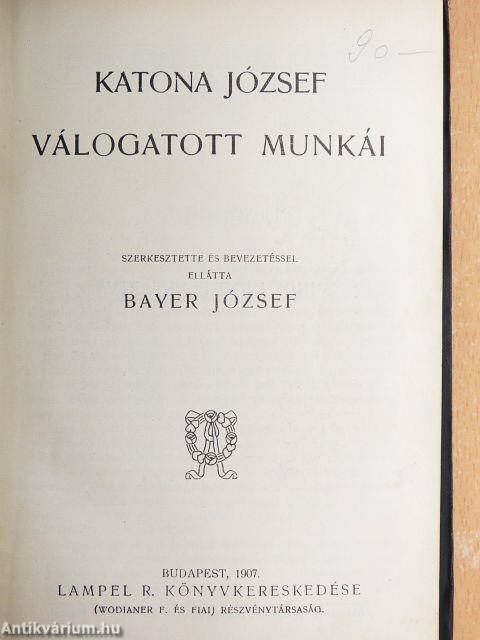 90—
KATONA JÓZSEF
VÁLOGATOTT MUNKÁI
SZERKESZTETTE ÉS BEVEZETÉSSEL
ELLÁTTA
BAYER JÓZSEF
BUDAPEST, 1907.
LAMPEL R. KÖNYVKERESKEDÉSE
(WODIANER F. ÉS FIAI) RÉSZVÉNYTÁRSASÁG.
Antikvárium.hu